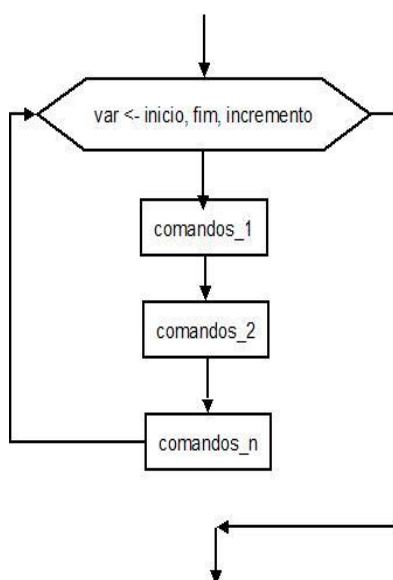 var <- inicio, fim, incremento
comandos_1
comandos_2
comandos_n